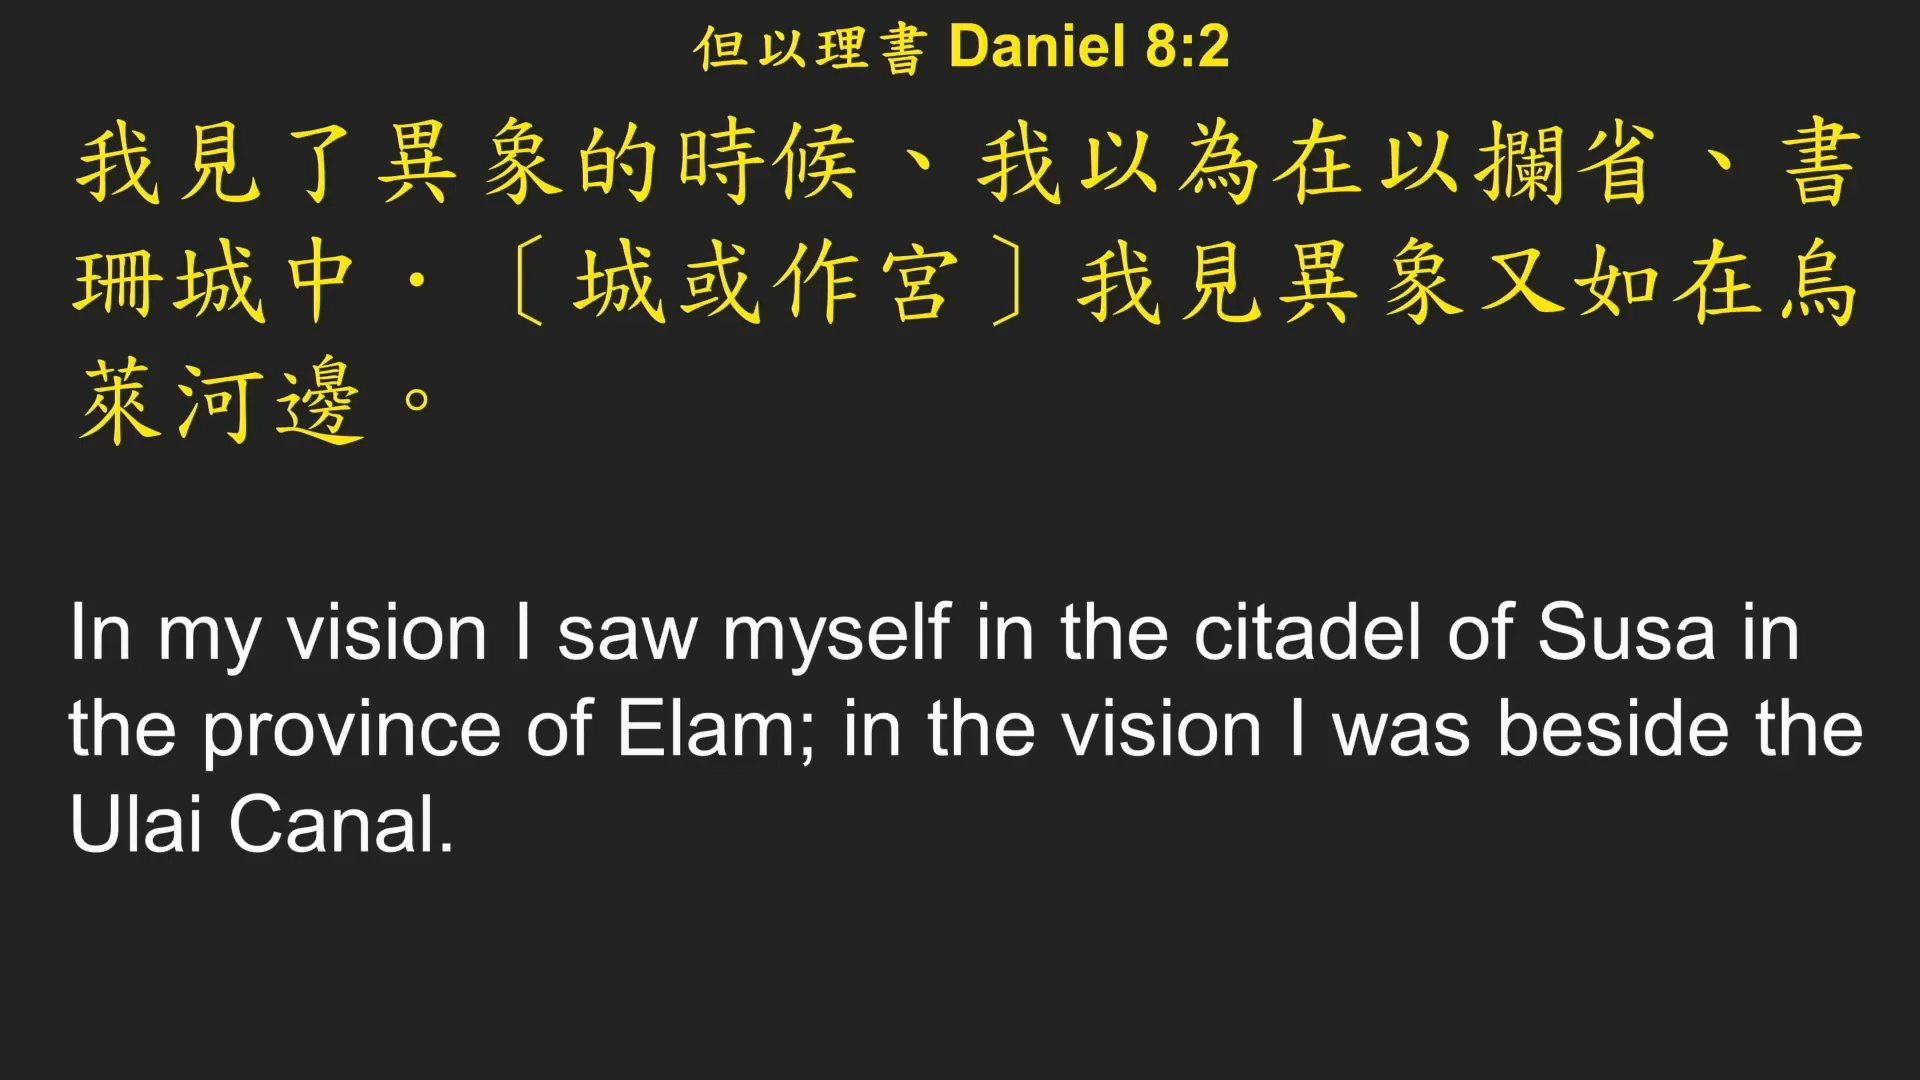 但以理書 Daniel 8:2
我見了異象的時候、我以為在以攔省、書
珊城中．〔城或作宮〕我見異象又如在烏
萊河邊。
In my vision I saw myself in the citadel of Susa in
the province of Elam; in the vision I was beside the
Ulai Canal.